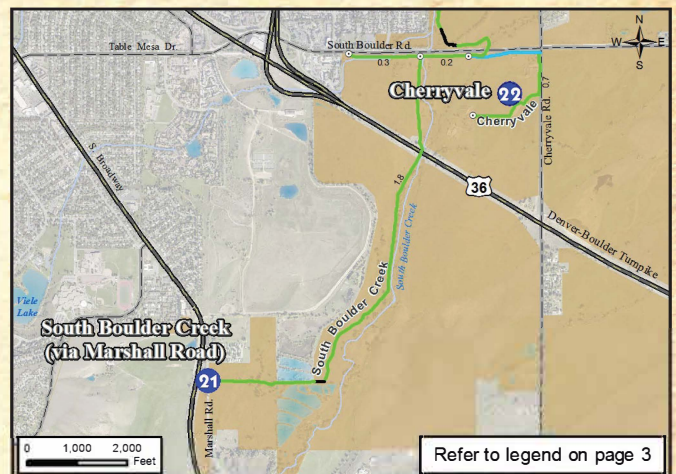 N
W E
S
Table Mesa Dr.
South Boulder Rd.
0.3
0.2
Cherryvale 22
Cherryvale
0.7
Cherryvale Rd.
S. Broadway
1.8
36
South Boulder Creek
Denver-Boulder Turnpike
Viele
Lake
South Boulder Creek
South Boulder Creek
(via Marshall Road)
21
Marshall Rd.
0 1,000 2,000
Feet
Refer to legend on page 3